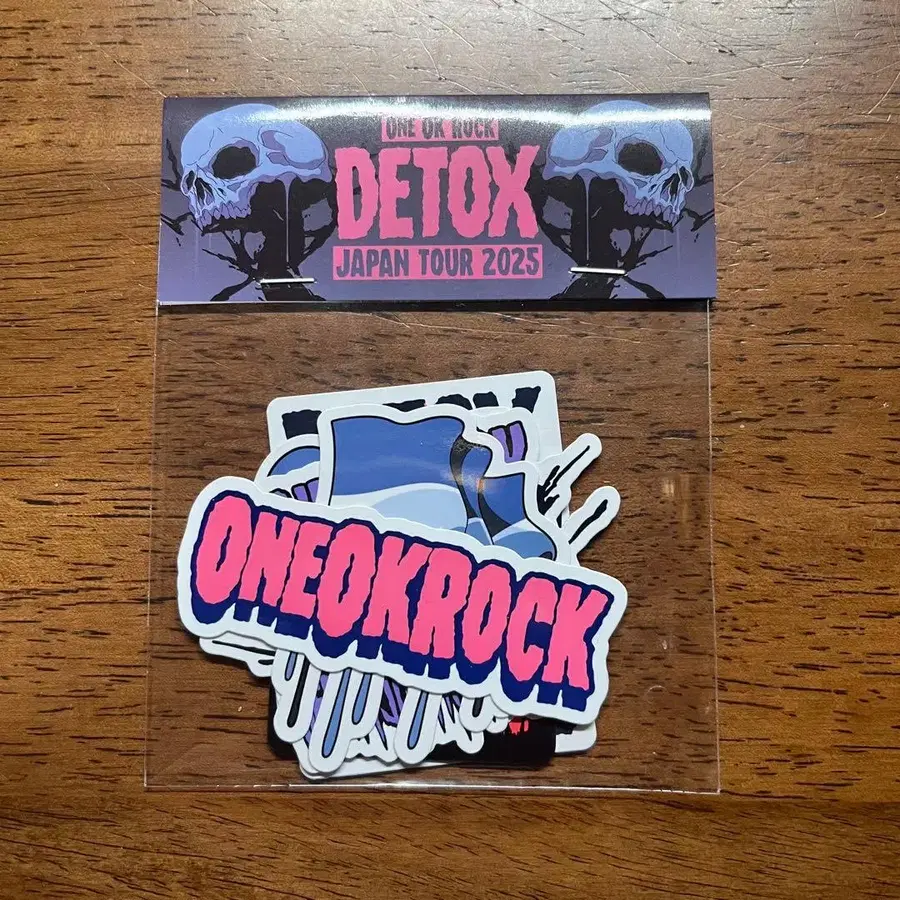 ONE OK ROCK
DETOX
JAPAN TOUR 2025
ONEOKROCK